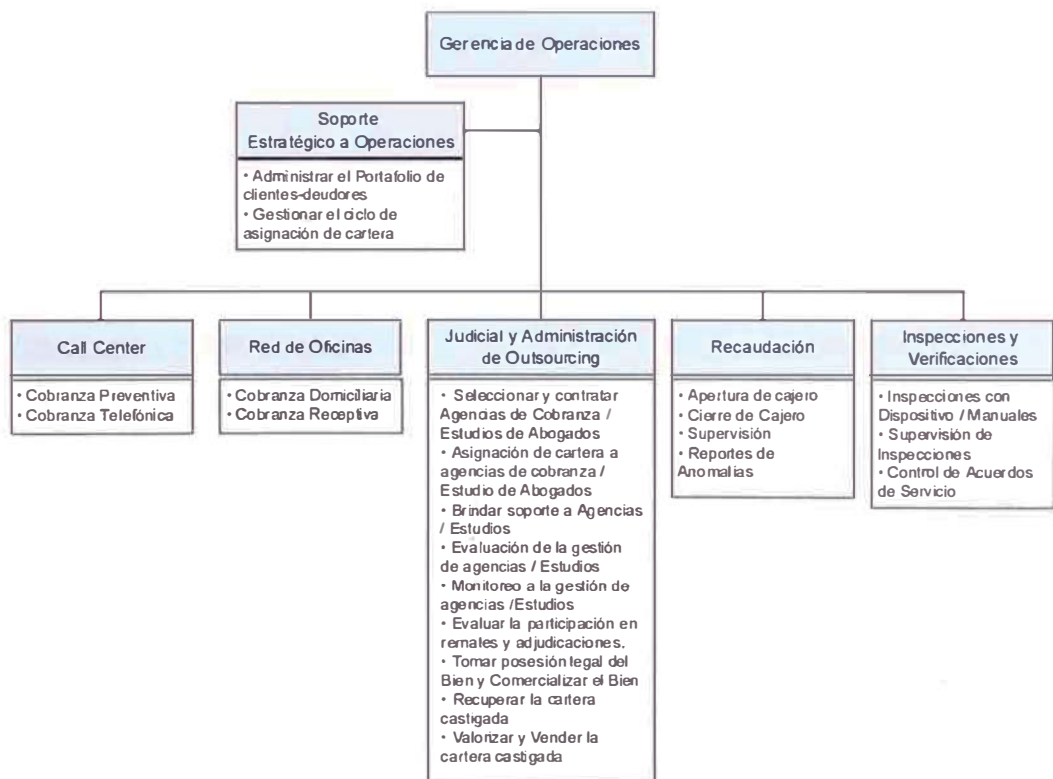 Gerencia de Operaciones
Soporte
Estratégico a Operaciones
• Administrar el Portafolio de
clientes-deudores
• Gestionar el ciclo de
asignación de cartera
Call Center
• Cobranza Preventiva
• Cobranza Telefónica
Red de Oficinas
• Cobranza Domiciliaria
• Cobranza Receptiva
Judicial y Administración
de Outsourcing
• Seleccionar y contratar
Agencias de Cobranza /
Estudios de Abogados
• Asignación de cartera a
agencias de cobranza /
Estudio de Abogados
• Brindar soporte a Agencias
/ Estudios
• Evaluación de la gestión
de agencias / Estudios
• Monitoreo a la gestión de
agencias /Estudios
• Evaluar la participación en
remates y adjudicaciones.
• Tomar posesión legal del
Bien y Comercializar el Bien
• Recuperar la cartera
castigada
• Valorizar y Vender la
cartera castigada
Recaudación
• Apertura de cajero
• Cierre de Cajero
• Supervisión
• Reportes de
Anomalias
Inspecciones y
Verificaciones
• Inspecciones con
Dispositivo / Manuales
• Supervisión de
Inspecciones
• Control de Acuerdos
de Servicio